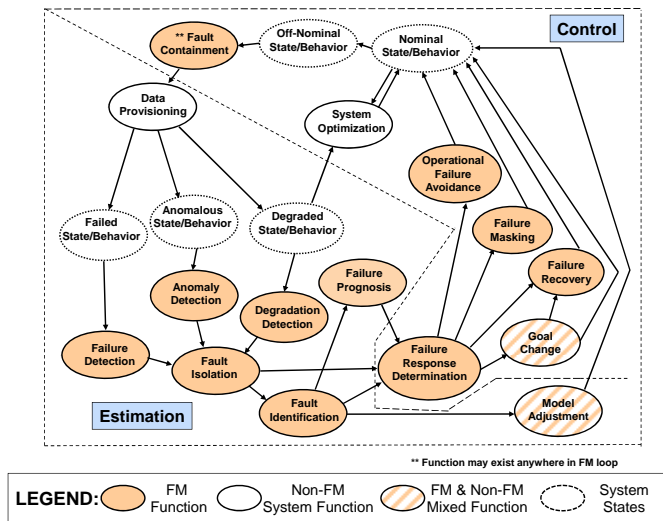 ** Fault
Containment
Off-Nominal
State/Behavior
Nominal
State/Behavior
Control
Data
Provisioning
System
Optimization
Operational
Failure
Avoidance
Failed
State/Behavior
Anomalous
State/Behavior
Degraded
State/Behavior
Failure
Masking
Failure
Prognosis
Failure
Recovery
Anomaly
Detection
Degradation
Detection
Failure
Detection
Fault
Isolation
Failure
Response
Determination
Goal
Change
Estimation
Fault
Identification
Model
Adjustment
** Function may exist anywhere in FM loop
LEGEND:
FM
Function
Non-FM
System Function
FM & Non-FM
Mixed Function
System
States